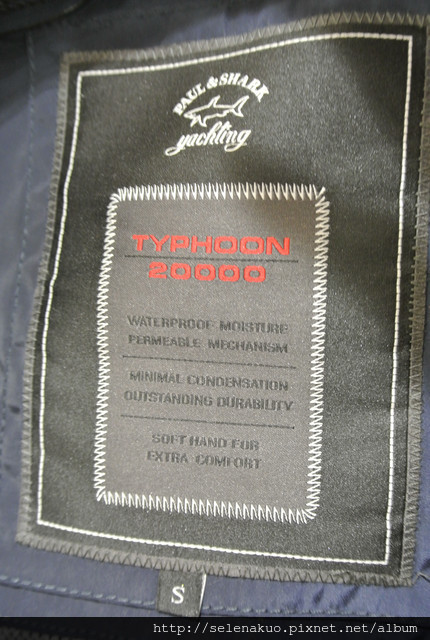 PAUL & SHARK
yachting
TYPHOON
20000
WATERPROOF MOISTURE
PERMEABLE MECHANISM
MINIMAL CONDENSATION
OUTSTANDING DURABILITY
SOFT HAND FOR
EXTRA COMFORT
S
http://selenakuo.pixnet.net/album